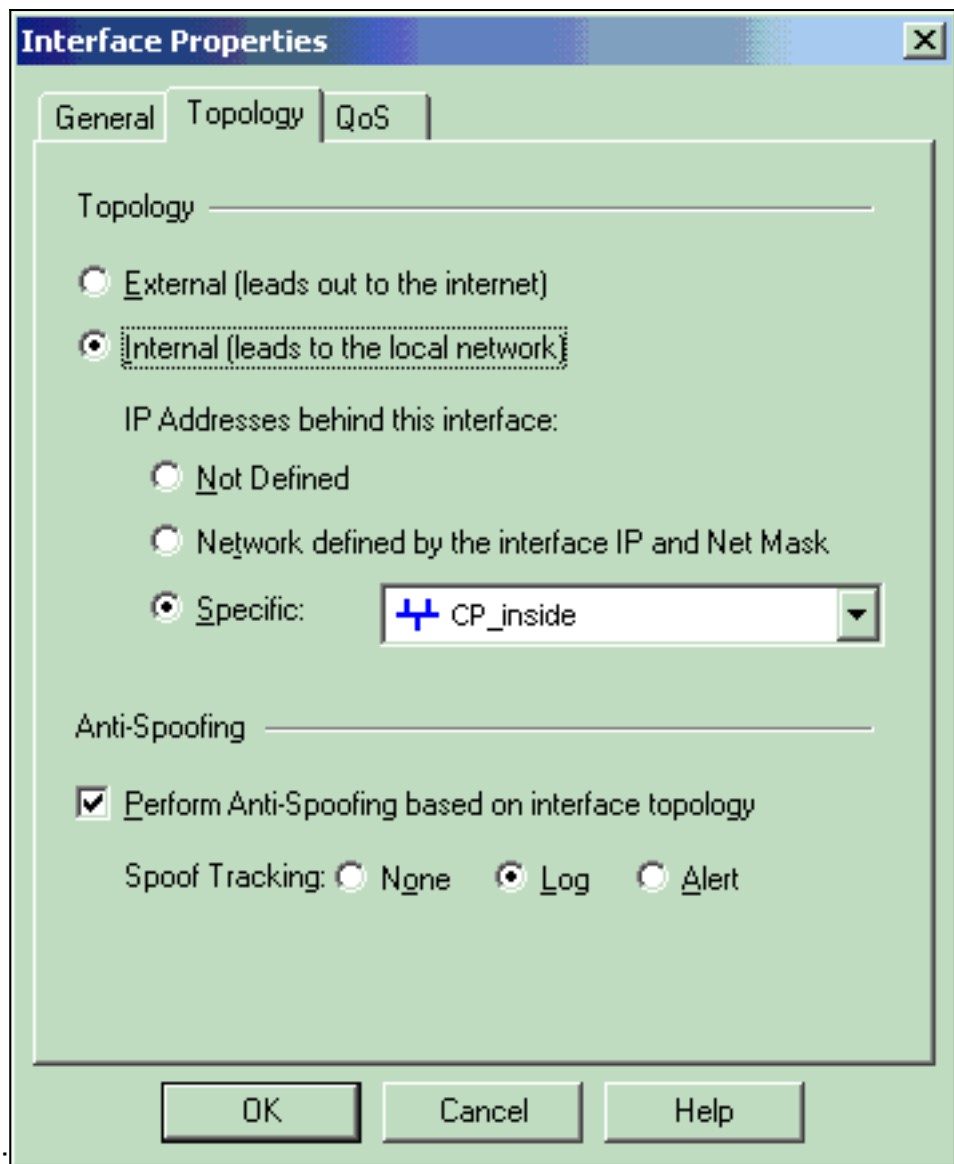 Interface Properties
General Topology QoS
Topology
External (leads out to the internet)
Internal (leads to the local network)
IP Addresses behind this interface:
Not Defined
Network defined by the interface IP and Net Mask
Specific: CP_inside
Anti-Spoofing
Perform Anti-Spoofing based on interface topology
Spoof Tracking: None Log Alert
OK Cancel Help
.